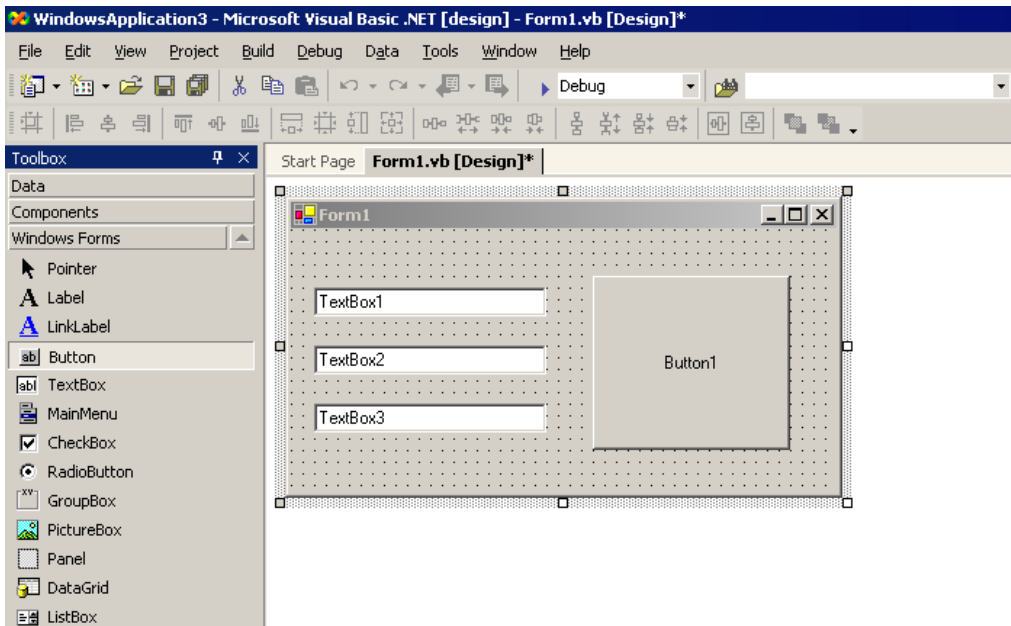 WindowsApplication3 - Microsoft Visual Basic .NET [design] - Form1.vb [Design]*
File Edit View Project Build Debug Data Tools Window Help
Debug
Toolbox
Start Page Form1.vb [Design]*
Data
Components
Windows Forms
Pointer
Label
LinkLabel
Button
TextBox
MainMenu
CheckBox
RadioButton
GroupBox
PictureBox
Panel
DataGrid
ListBox
Form1
TextBox1
TextBox2
TextBox3
Button1